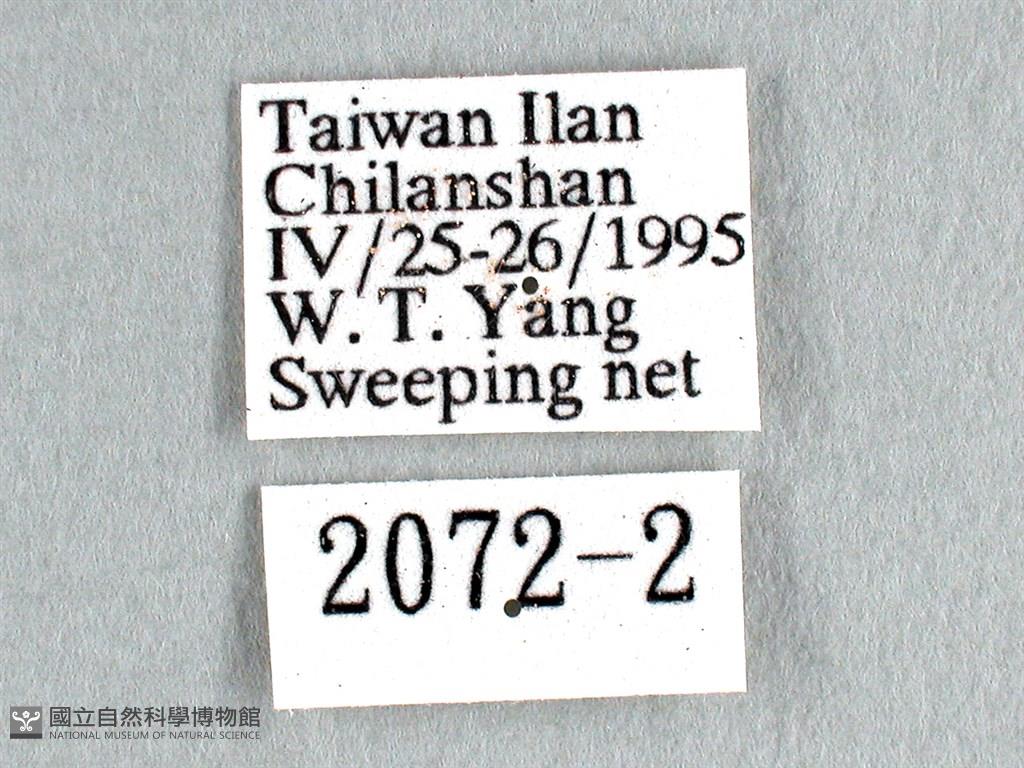 Taiwan Ilan
Chilanshan
IV/25-26/1995
W. T. Yang
Sweeping net
2072-2
國立自然科學博物館
NATIONAL MUSEUM OF NATURAL SCIENCE